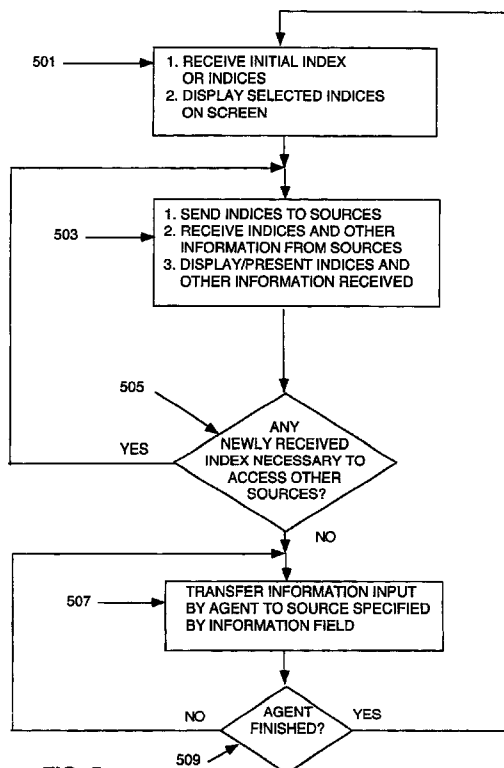 501
1. RECEIVE INITIAL INDEX
OR INDICES
2. DISPLAY SELECTED INDICES
ON SCREEN
503
1. SEND INDICES TO SOURCES
2. RECEIVE INDICES AND OTHER
INFORMATION FROM SOURCES
3. DISPLAY/PRESENT INDICES AND
OTHER INFORMATION RECEIVED
505
YES
ANY
NEWLY RECEIVED
INDEX NECESSARY TO
ACCESS OTHER
SOURCES?
NO
507
TRANSFER INFORMATION INPUT
BY AGENT TO SOURCE SPECIFIED
BY INFORMATION FIELD
NO
AGENT
FINISHED?
YES
509